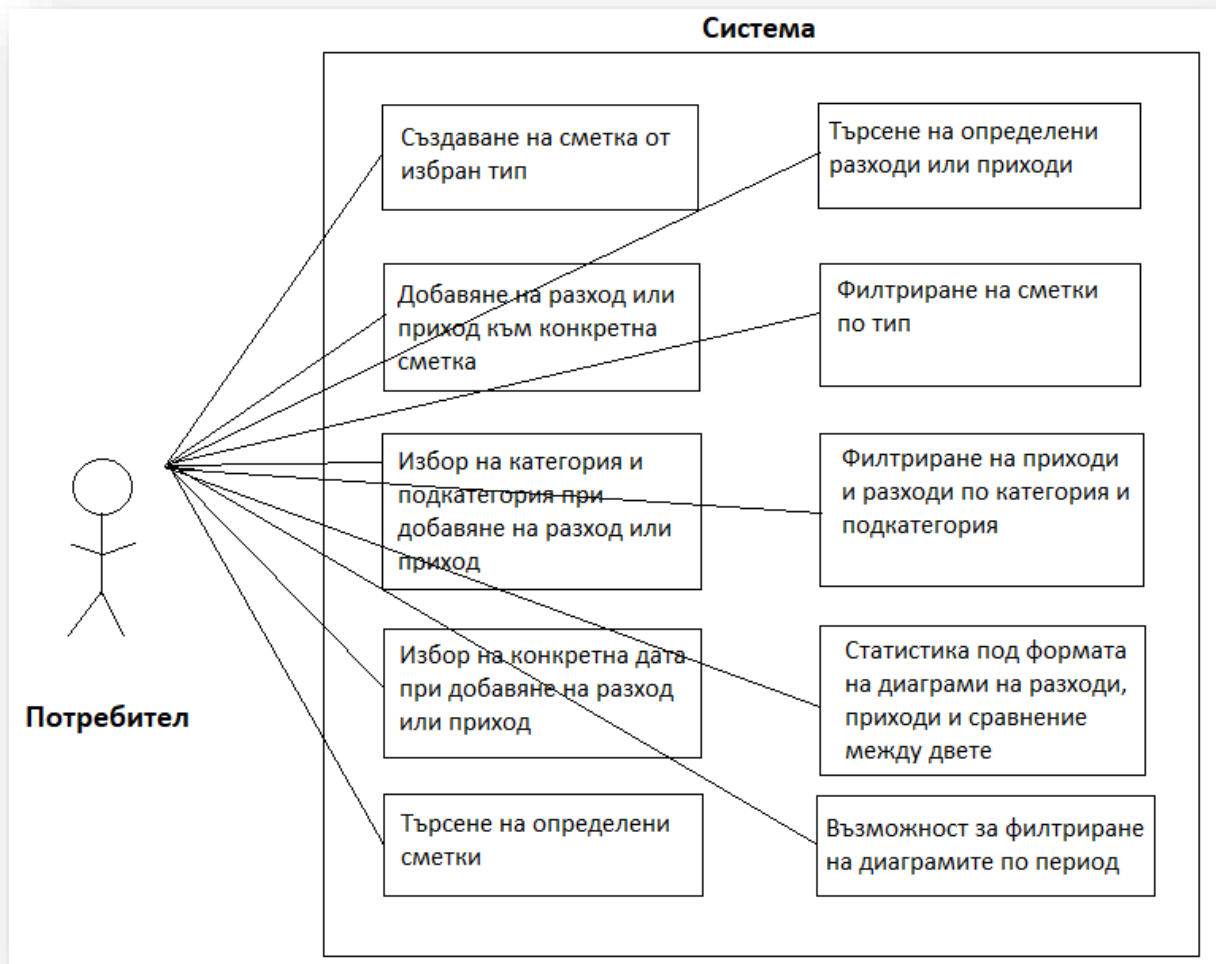 Система
Създаване на сметка от
избран тип
Търсене на определени
разходи или приходи
Добавяне на разход или
приход към конкретна
сметка
Филтриране на сметки
по тип
Избор на категория и
подкатегория при
добавяне на разход или
приход
Филтриране на приходи
и разходи по категория и
подкатегория
Избор на конкретна дата
при добавяне на разход
или приход
Статистика под формата
на диаграми на разходи,
приходи и сравнение
между двете
Потребител
Търсене на определени
сметки
Възможност за филтриране
на диаграмите по период